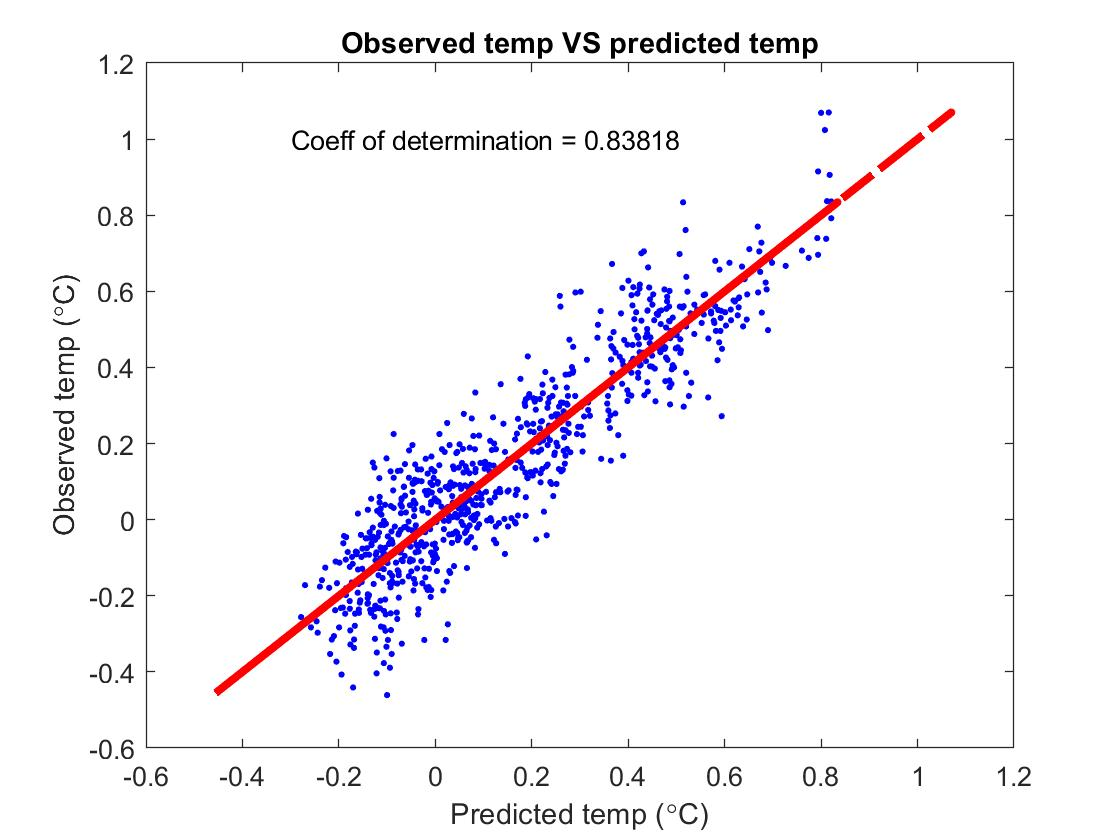 Observed temp VS predicted temp
Coeff of determination = 0.83818
Observed temp (°C)
1.2
1
0.8
0.6
0.4
0.2
0
-0.2
-0.4
-0.6
-0.6 -0.4 -0.2 0 0.2 0.4 0.6 0.8 1 1.2
Predicted temp (°C)